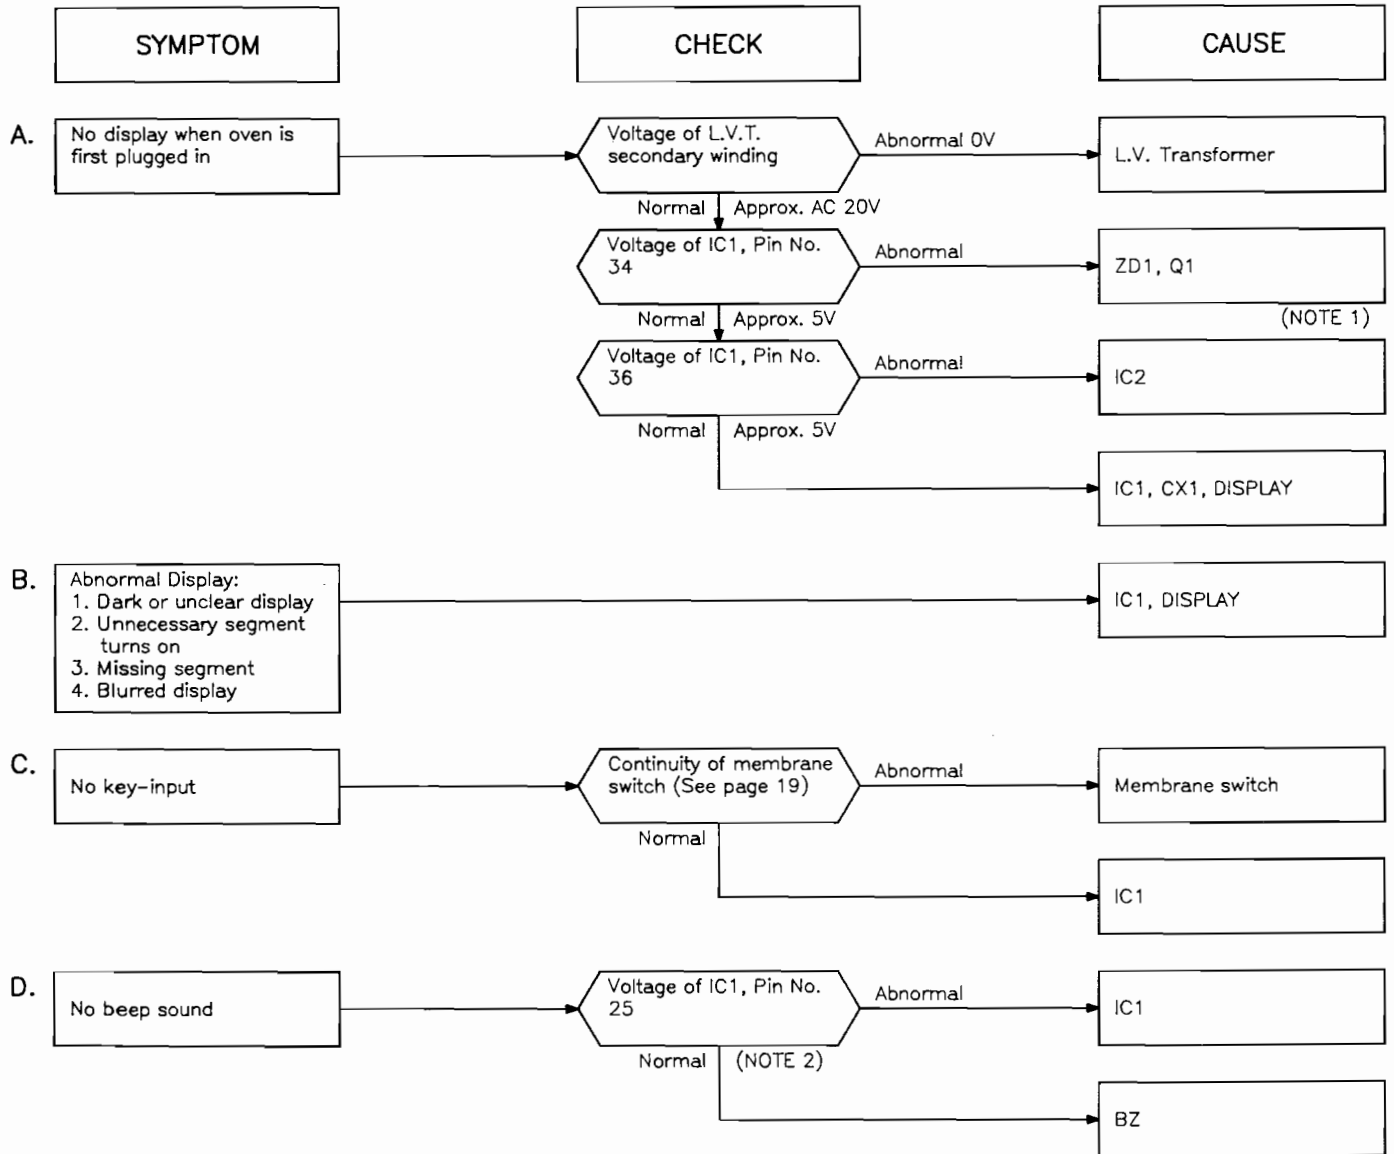 SYMPTOM
CHECK
CAUSE
A.
No display when oven is
first plugged in
Voltage of L.V.T.
secondary winding
Abnormal 0V
L.V. Transformer
Normal
Approx. AC 20V
Voltage of IC1, Pin No.
34
Abnormal
ZD1, Q1
(NOTE 1)
Normal
Approx. 5V
Voltage of IC1, Pin No.
36
Abnormal
IC2
Normal
Approx. 5V
IC1, CX1, DISPLAY
B.
Abnormal Display:
1. Dark or unclear display
2. Unnecessary segment
turns on
3. Missing segment
4. Blurred display
IC1, DISPLAY
C.
No key-input
Continuity of membrane
switch (See page 19)
Abnormal
Membrane switch
Normal
IC1
D.
No beep sound
Voltage of IC1, Pin No.
25
Abnormal
IC1
Normal
(NOTE 2)
BZ